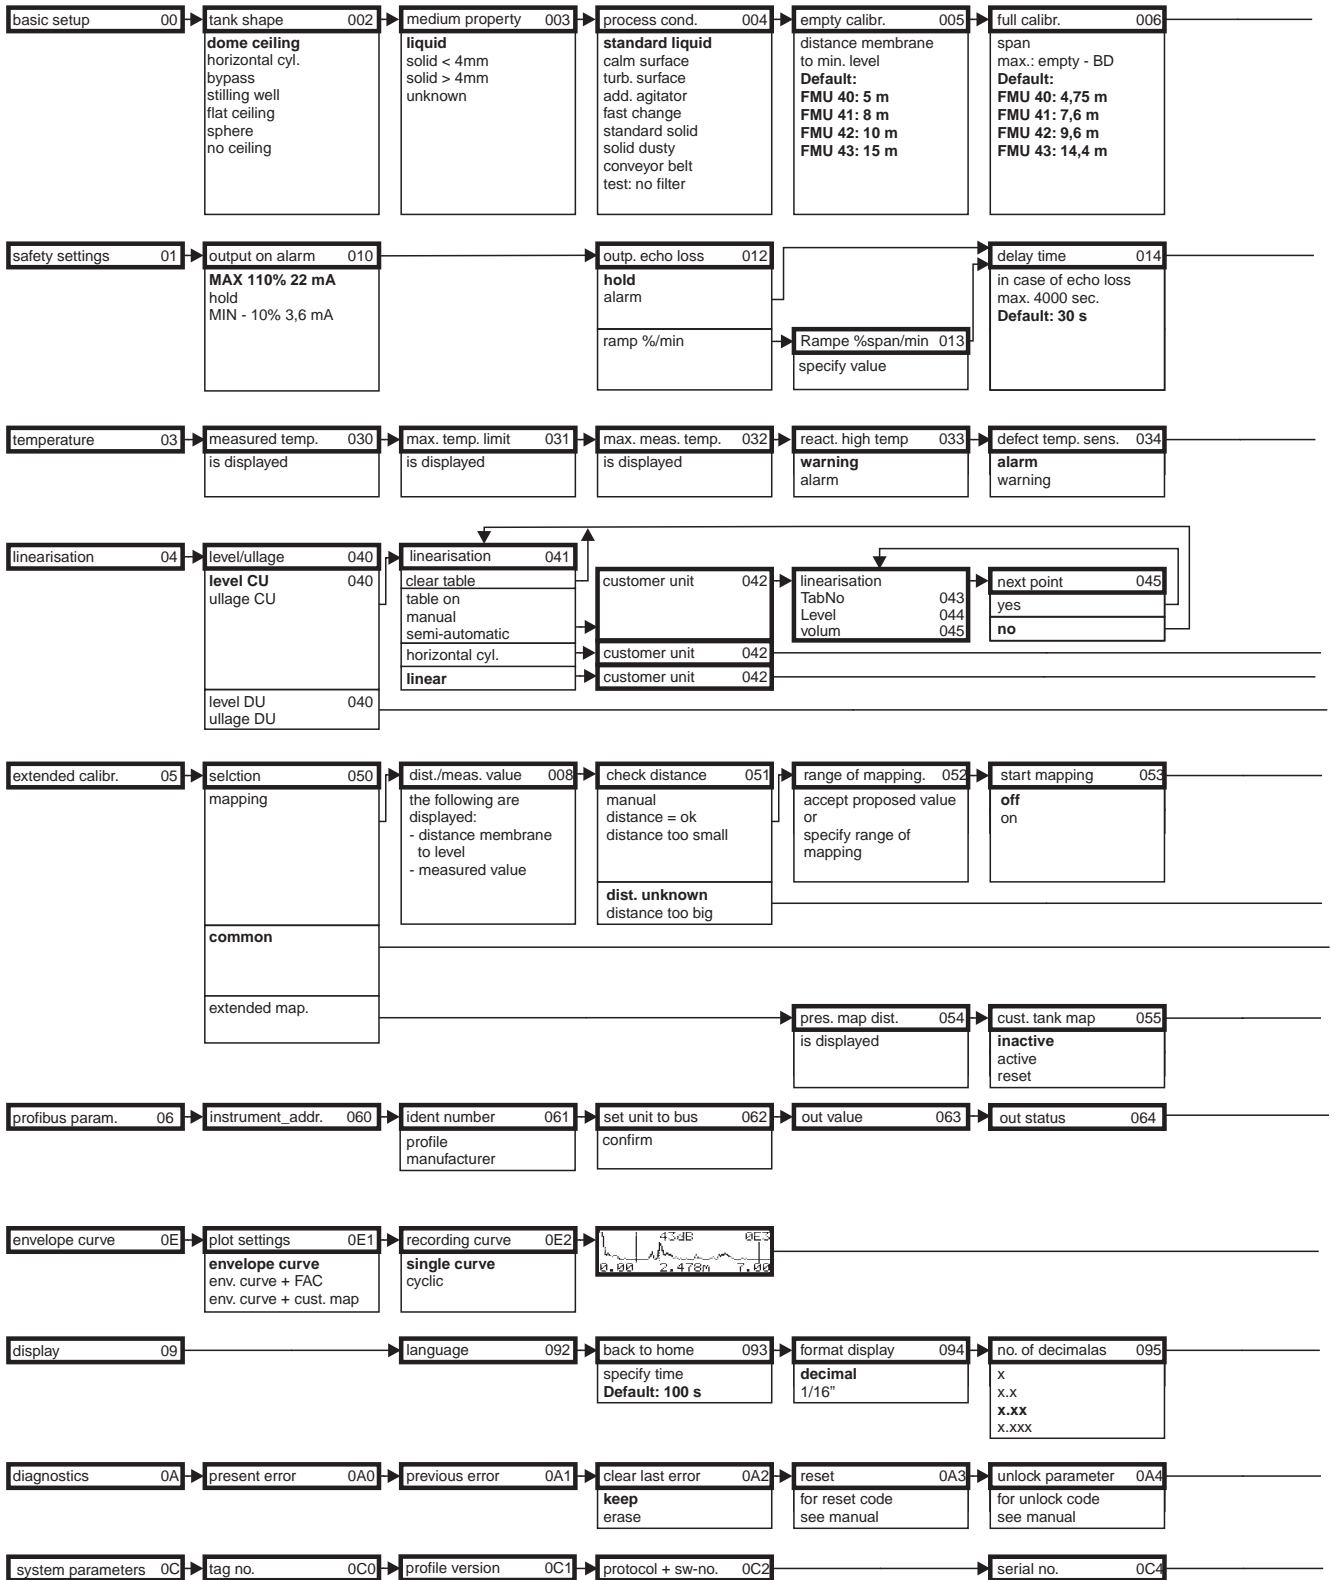 basic setup 00
tank shape 002
dome ceiling
horizontal cyl.
bypass
stilling well
flat ceiling
sphere
no ceiling
medium property 003
liquid
solid < 4mm
solid > 4mm
unknown
process cond. 004
standard liquid
calm surface
turb. surface
add. agitator
fast change
standard solid
solid dusty
conveyor belt
test: no filter
empty calibr. 005
distance membrane
to min. level
Default:
FMU 40: 5 m
FMU 41: 8 m
FMU 42: 10 m
FMU 43: 15 m
full calibr. 006
span
max.: empty - BD
Default:
FMU 40: 4,75 m
FMU 41: 7,6 m
FMU 42: 9,6 m
FMU 43: 14,4 m
safety settings 01
output on alarm 010
MAX 110% 22 mA
hold
MIN - 10% 3,6 mA
outp. echo loss 012
hold
alarm
ramp %/min
Rampe %span/min 013
specify value
delay time 014
in case of echo loss
max. 4000 sec.
Default: 30 s
temperature 03
measured temp. 030
is displayed
max. temp. limit 031
is displayed
max. meas. temp. 032
is displayed
react. high temp 033
warning
alarm
defect temp. sens. 034
alarm
warning
linearisation 04
level/ullage 040
level CU 040
ullage CU
level DU 040
ullage DU
linearisation 041
clear table
table on
manual
semi-automatic
horizontal cyl.
linear
customer unit 042
customer unit 042
customer unit 042
linearisation
TabNo 043
Level 044
volum 045
next point 045
yes
no
extended calibr. 05
selction 050
mapping
common
extended map.
dist./meas. value 008
the following are
displayed:
- distance membrane
to level
- measured value
check distance 051
manual
distance = ok
distance too small
dist. unknown
distance too big
range of mapping. 052
accept proposed value
or
specify range of
mapping
start mapping 053
off
on
pres. map dist. 054
is displayed
cust. tank map 055
inactive
active
reset
profibus param. 06
instrument_addr. 060
ident number 061
profile
manufacturer
set unit to bus 062
confirm
out value 063
out status 064
envelope curve 0E
plot settings 0E1
envelope curve
env. curve + FAC
env. curve + cust. map
recording curve 0E2
single curve
cyclic
43dB 0E3
0.00 2.478m 7.00
display 09
language 092
back to home 093
specify time
Default: 100 s
format display 094
decimal
1/16”
no. of decimalas 095
x
x.x
x.xx
x.xxx
diagnostics 0A
present error 0A0
previous error 0A1
clear last error 0A2
keep
erase
reset 0A3
for reset code
see manual
unlock parameter 0A4
for unlock code
see manual
system parameters 0C
tag no. 0C0
profile version 0C1
protocol + sw-no. 0C2
serial no. 0C4